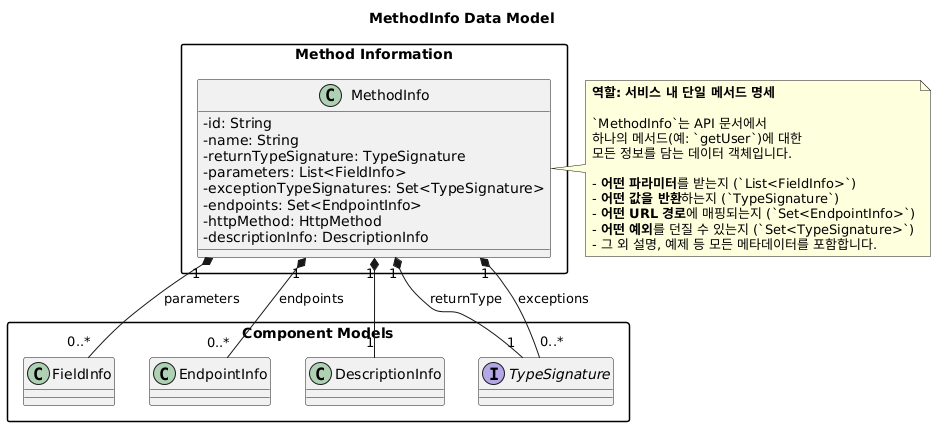 MethodInfo Data Model
Method Information
C MethodInfo
-id: String
-name: String
-returnTypeSignature: TypeSignature
-parameters: List<FieldInfo>
-exceptionTypeSignatures: Set<TypeSignature>
-endpoints: Set<EndpointInfo>
-httpMethod: HttpMethod
-descriptionInfo: DescriptionInfo
역할: 서비스 내 단일 메서드 명세
`MethodInfo`는 API 문서에서
하나의 메서드(예: `getUser`)에 대한
모든 정보를 담는 데이터 객체입니다.
- 어떤 파라미터를 받는지 (`List<FieldInfo>`)
- 어떤 값을 반환하는지 (`TypeSignature`)
- 어떤 URL 경로에 매핑되는지 (`Set<EndpointInfo>`)
- 어떤 예외를 던질 수 있는지 (`Set<TypeSignature>`)
- 그 외 설명, 예제 등 모든 메타데이터를 포함합니다.
1 1 1 1 1
parameters endpoints returnType exceptions
Component Models
0..* 0..* 1 1 0..*
C FieldInfo
C EndpointInfo
C DescriptionInfo
I TypeSignature